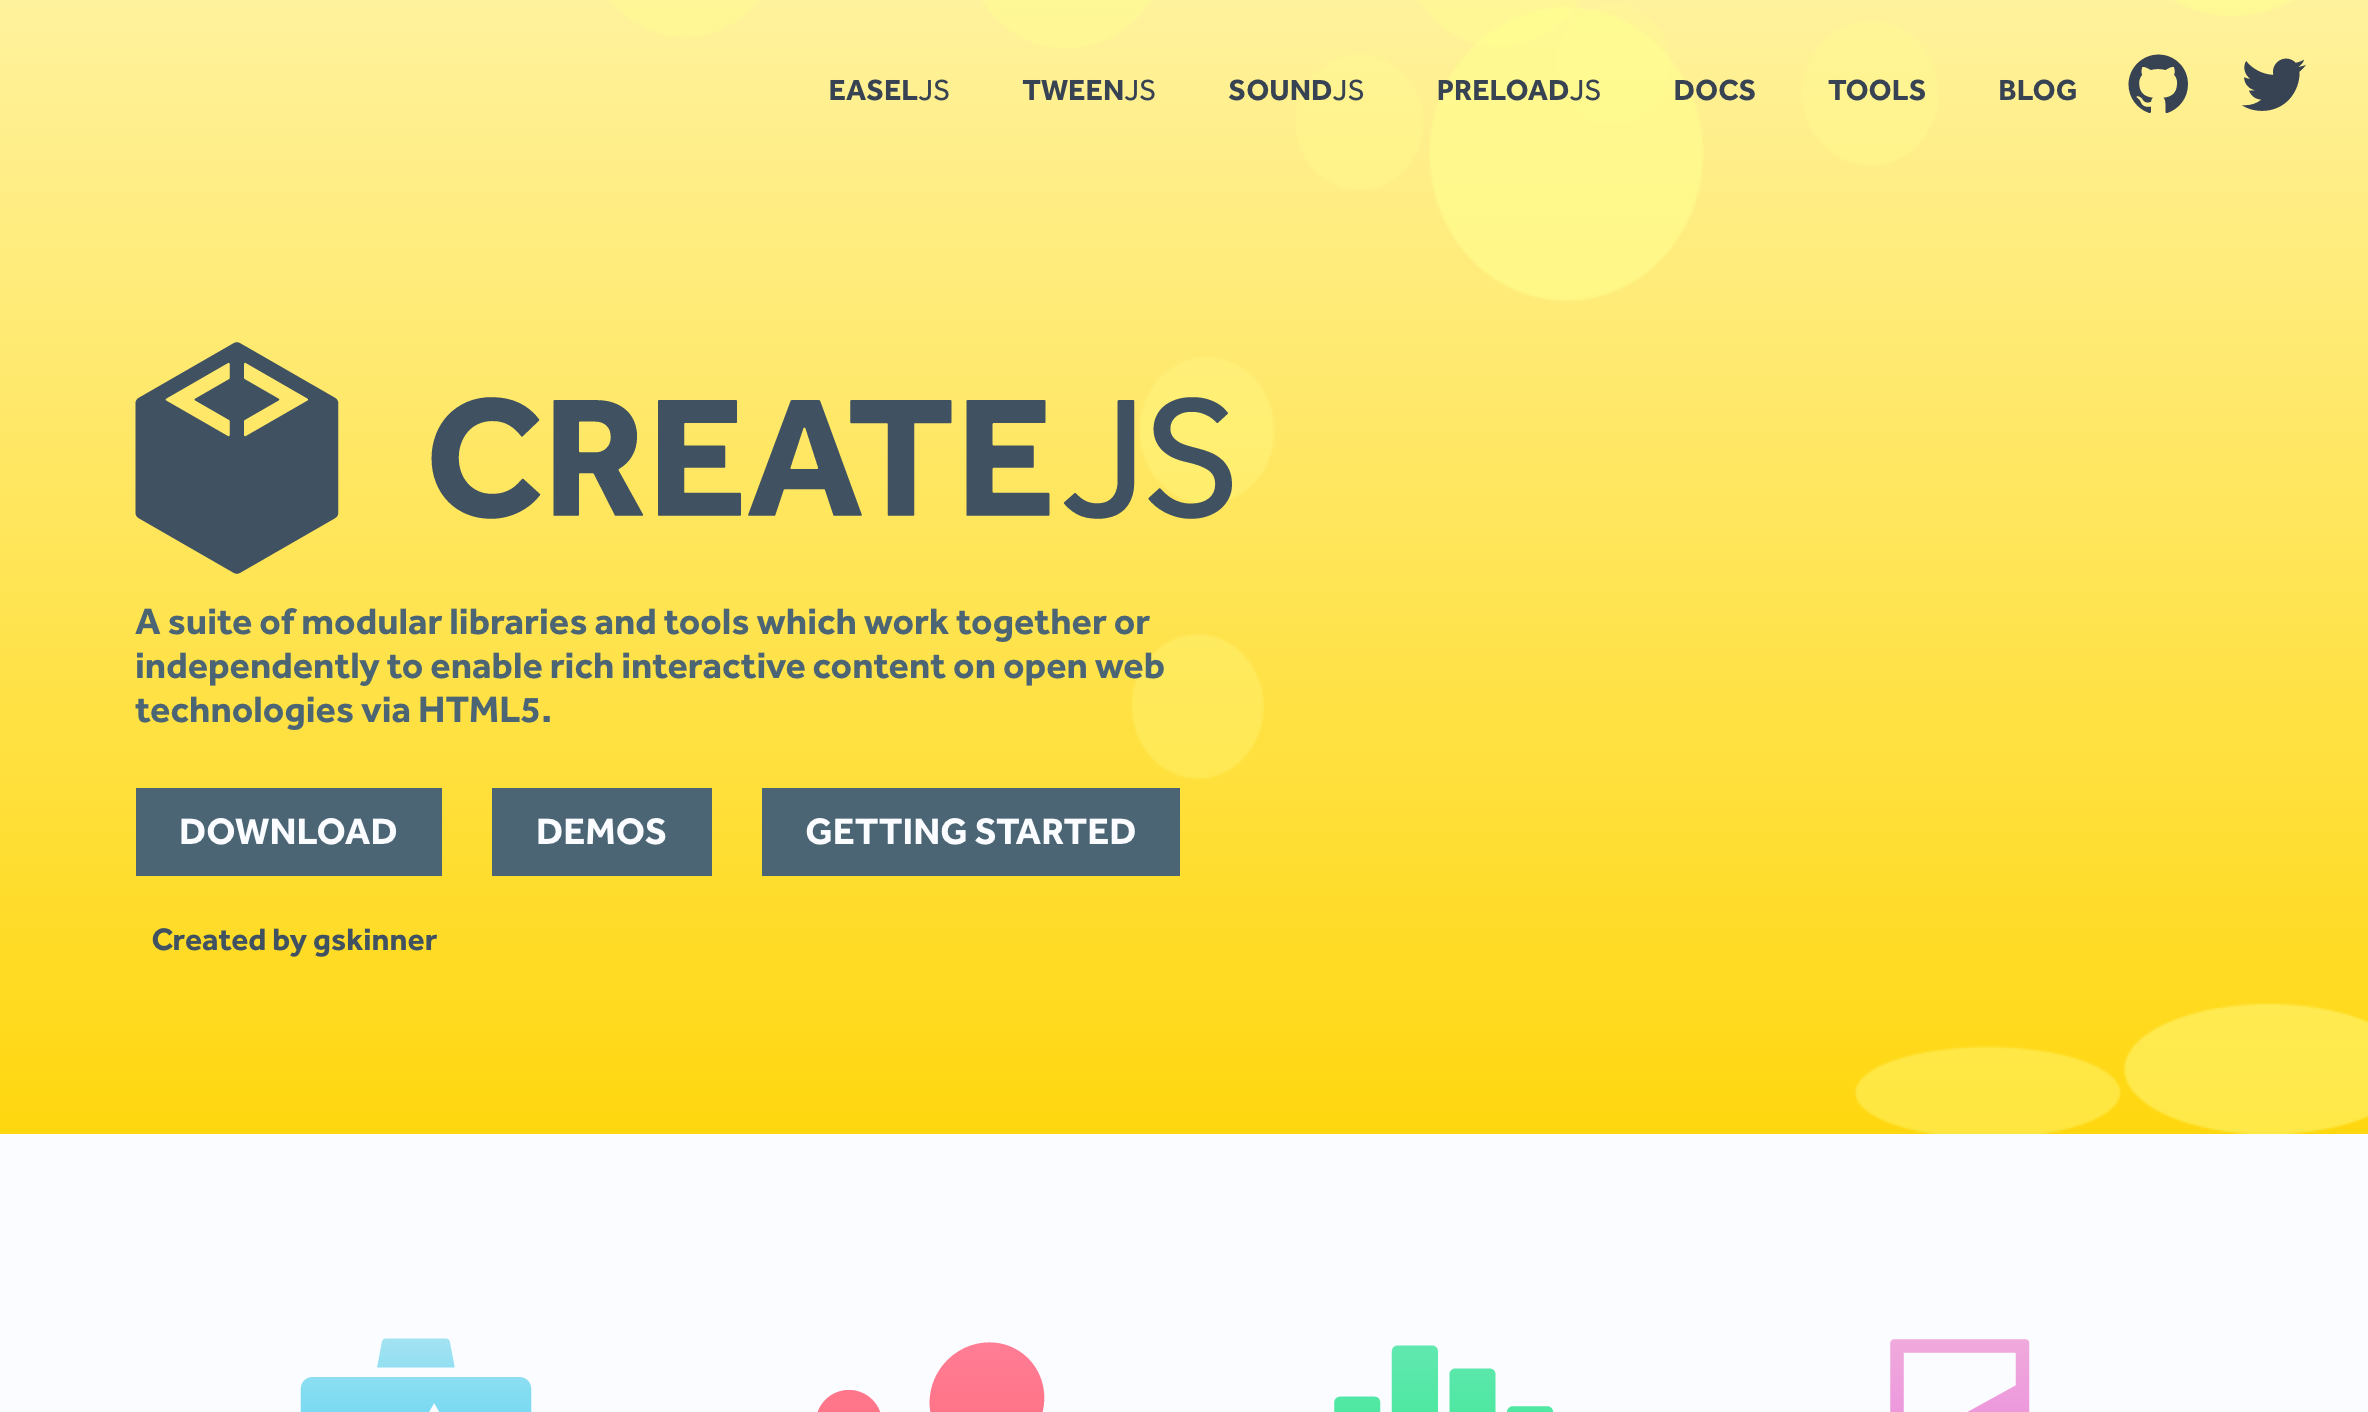 EASELJS TWEENJS SOUNDJS PRELOADJS DOCS TOOLS BLOG
CREATEJS
A suite of modular libraries and tools which work together or
independently to enable rich interactive content on open web
technologies via HTML5.
DOWNLOAD DEMOS GETTING STARTED
Created by gskinner